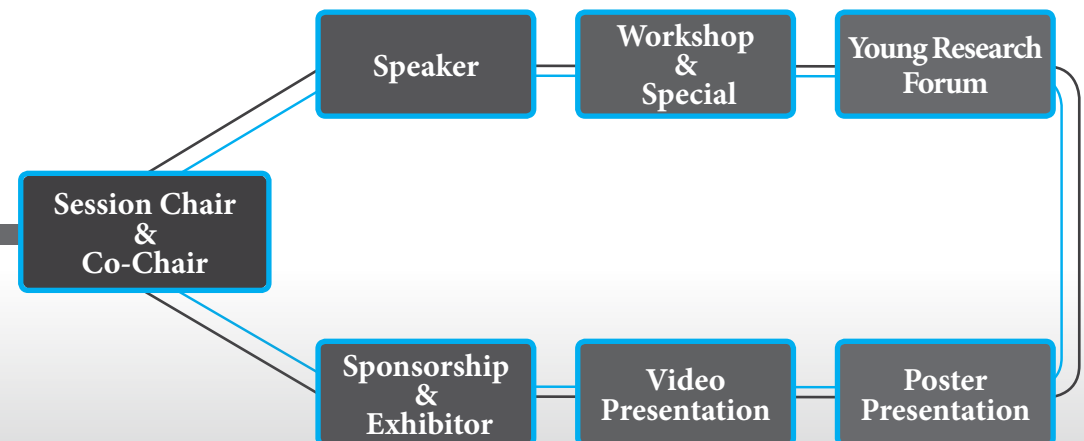 Speaker
Workshop
&
Special
Young Research
Forum
Session Chair
&
Co-Chair
Sponsorship
&
Exhibitor
Video
Presentation
Poster
Presentation